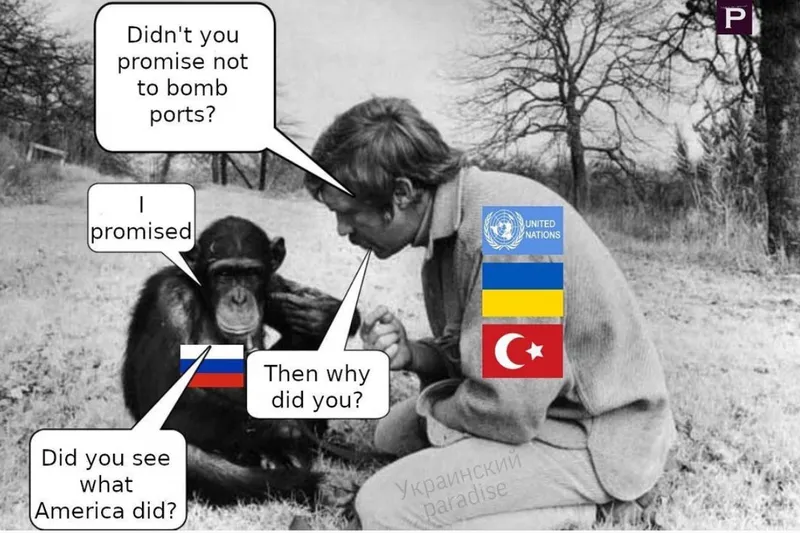 P
Didn't you
promise not
to bomb
ports?
I
promised
UNITED
NATIONS
Then why
did you?
Did you see
what
America did?
Украинский
paradise